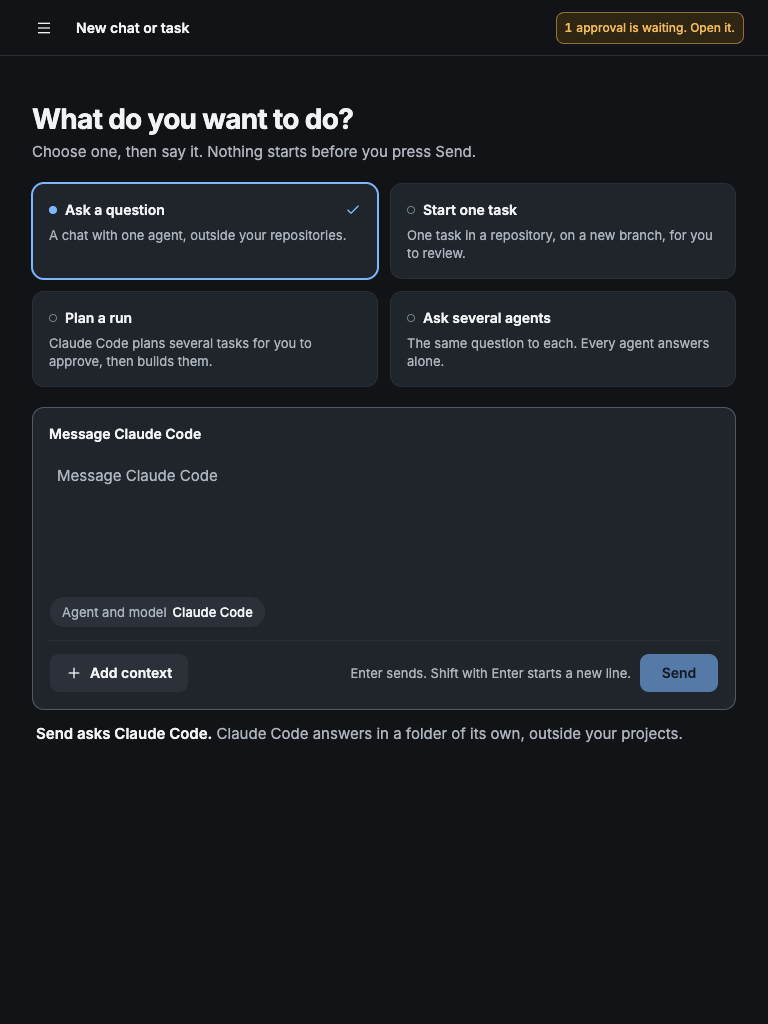 New chat or task
1 approval is waiting. Open it.
What do you want to do?
Choose one, then say it. Nothing starts before you press Send.
Ask a question
A chat with one agent, outside your repositories.
Start one task
One task in a repository, on a new branch, for you
to review.
Plan a run
Claude Code plans several tasks for you to
approve, then builds them.
Ask several agents
The same question to each. Every agent answers
alone.
Message Claude Code
Message Claude Code
Agent and model Claude Code
Add context
Enter sends. Shift with Enter starts a new line.
Send
Send asks Claude Code. Claude Code answers in a folder of its own, outside your projects.